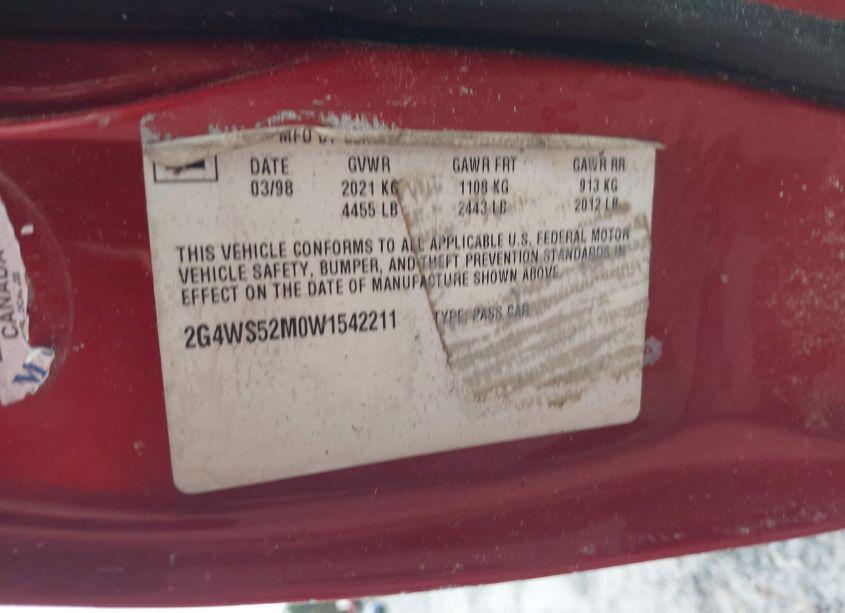 MFD BY
DATE GVWR GAWR FRT GAWR RR
03/98 2021 KG 1108 KG 913 KG
4455 LB 2443 LB 2012 LB
THIS VEHICLE CONFORMS TO ALL APPLICABLE U.S. FEDERAL MOTOR
VEHICLE SAFETY, BUMPER, AND THEFT PREVENTION STANDARDS IN
EFFECT ON THE DATE OF MANUFACTURE SHOWN ABOVE.
2G4WS52M0W1542211 TYPE: PASS CAR
CANADA